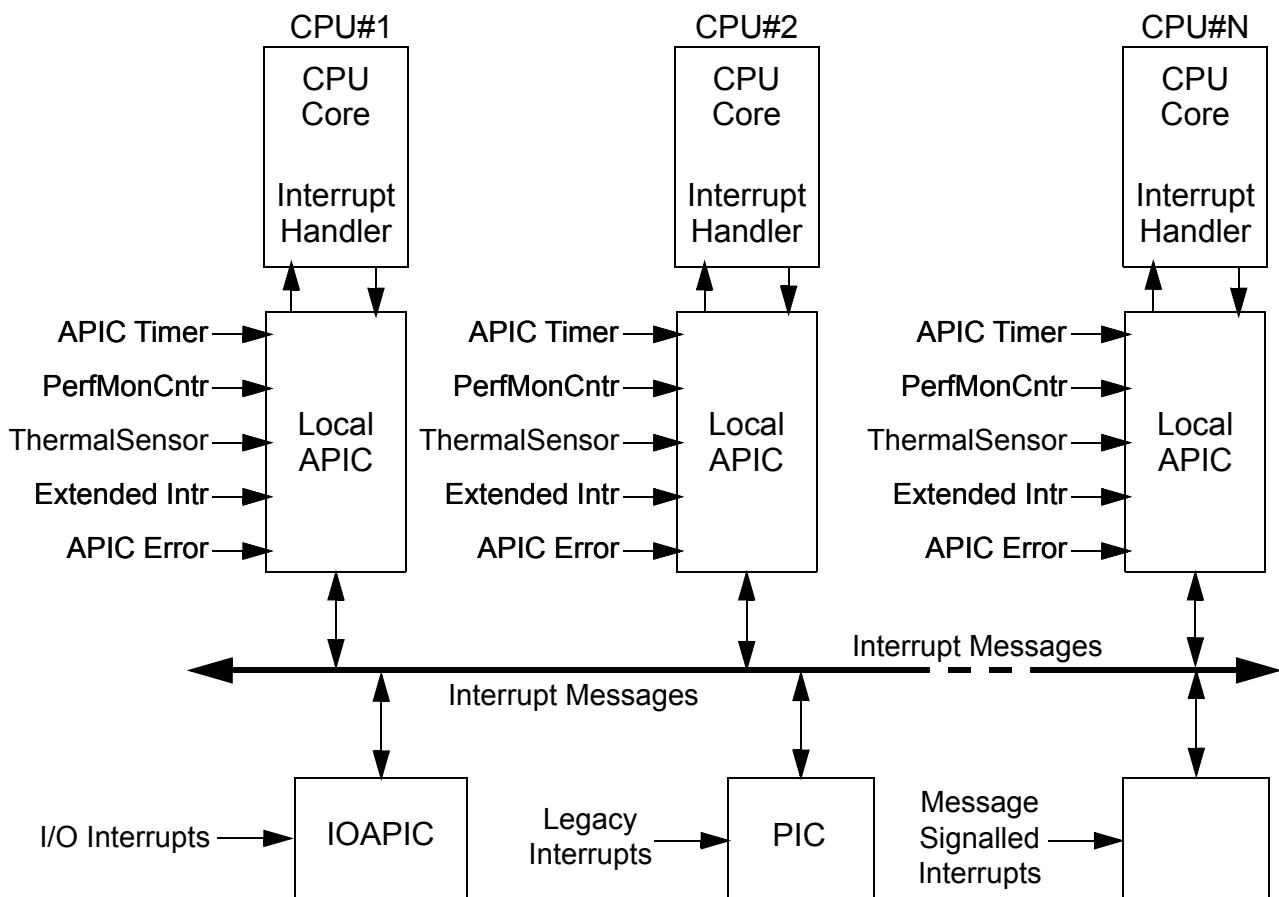 CPU#1
CPU
Core
Interrupt
Handler
APIC Timer
PerfMonCntr
ThermalSensor
Extended Intr
APIC Error
Local
APIC
CPU#2
CPU
Core
Interrupt
Handler
APIC Timer
PerfMonCntr
ThermalSensor
Extended Intr
APIC Error
Local
APIC
CPU#N
CPU
Core
Interrupt
Handler
APIC Timer
PerfMonCntr
ThermalSensor
Extended Intr
APIC Error
Local
APIC
Interrupt Messages
Interrupt Messages
I/O Interrupts
IOAPIC
Legacy
Interrupts
PIC
Message
Signalled
Interrupts